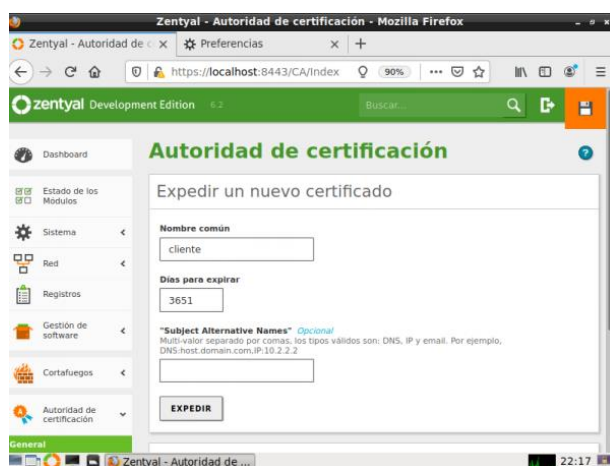 Zentyal - Autoridad de certificación - Mozilla Firefox
Zentyal - Autoridad de c
Preferencias
https://localhost:8443/CA/Index
90%
zentyal Development Edition 6.2
Buscar...
Dashboard
Estado de los
Módulos
Sistema
Red
Registros
Gestión de
software
Cortafuegos
Autoridad de
certificación
General
Autoridad de certificación
Expedir un nuevo certificado
Nombre común
cliente
Días para expirar
3651
"Subject Alternative Names" Opcional
Multi-valor separado por comas, los tipos válidos son: DNS, IP y email. Por ejemplo,
DNS:host.domain.com,IP:10.2.2.2
EXPEDIR
Zentyal - Autoridad de ...
22:17